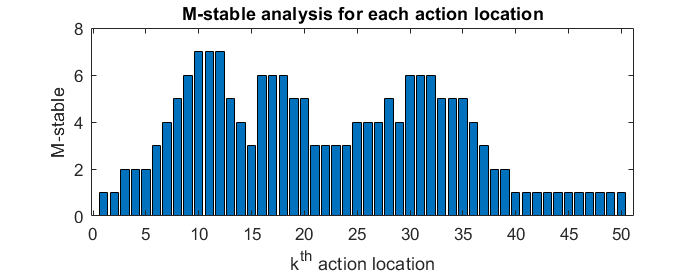 M-stable analysis for each action location
8
6
4
2
0
M-stable
0 5 10 15 20 25 30 35 40 45 50
kth action location